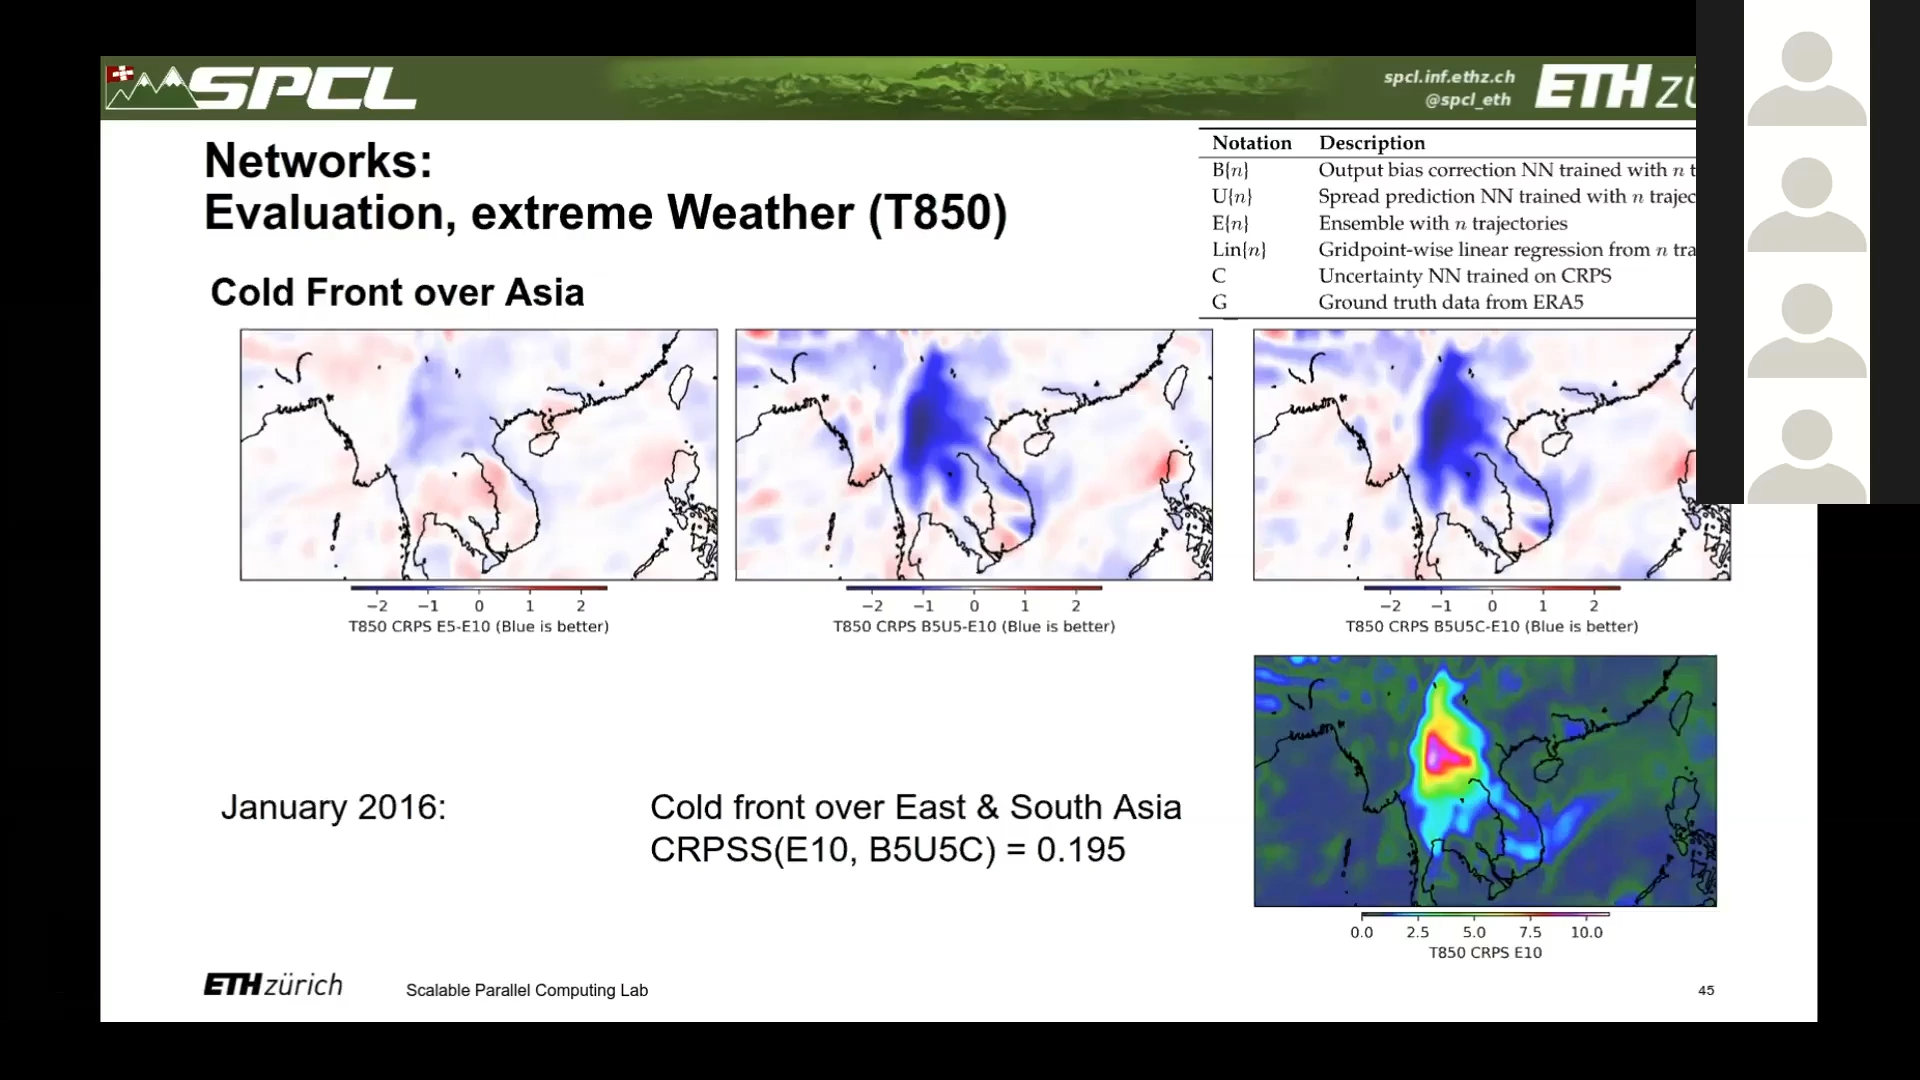 SPCL
spcl.inf.ethz.ch
@spcl_eth
ETH
Networks:
Evaluation, extreme Weather (T850)
Notation Description
B{n} Output bias correction NN trained with n
U{n} Spread prediction NN trained with n
E{n} Ensemble with n trajectories
Lin{n} Gridpoint-wise linear regression from n
C Uncertainty NN trained on CRPS
G Ground truth data from ERA5
Cold Front over Asia
−2 −1 0 1 2
T850 CRPS E5-E10 (Blue is better)
−2 −1 0 1 2
T850 CRPS B5U5-E10 (Blue is better)
−2 −1 0 1 2
T850 CRPS B5U5C-E10 (Blue is better)
January 2016:
Cold front over East & South Asia
CRPSS(E10, B5U5C) = 0.195
0.0 2.5 5.0 7.5 10.0
T850 CRPS E10
ETH zürich
Scalable Parallel Computing Lab
45